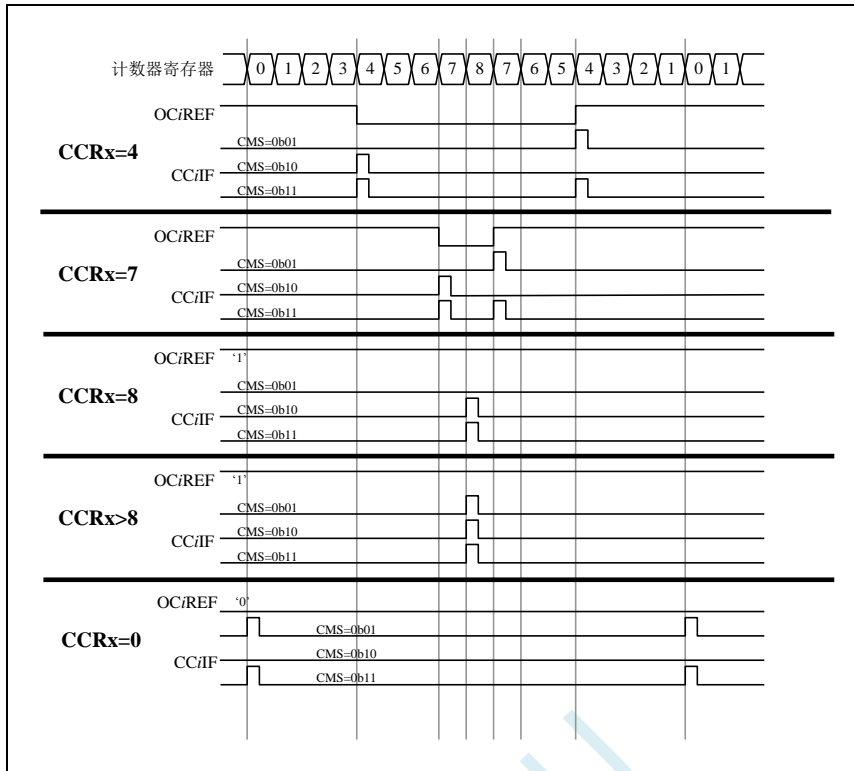 计数器寄存器 0 1 2 3 4 5 6 7 8 7 6 5 4 3 2 1 0 1
OCiREF
CCRx=4
CMS=0b01
CCiIF
CMS=0b10
CMS=0b11
OCiREF
CCRx=7
CMS=0b01
CCiIF
CMS=0b10
CMS=0b11
OCiREF ‘1’
CCRx=8
CMS=0b01
CCiIF
CMS=0b10
CMS=0b11
OCiREF ‘1’
CCRx>8
CMS=0b01
CCiIF
CMS=0b10
CMS=0b11
OCiREF ‘0’
CCRx=0
CMS=0b01
CCiIF
CMS=0b10
CMS=0b11